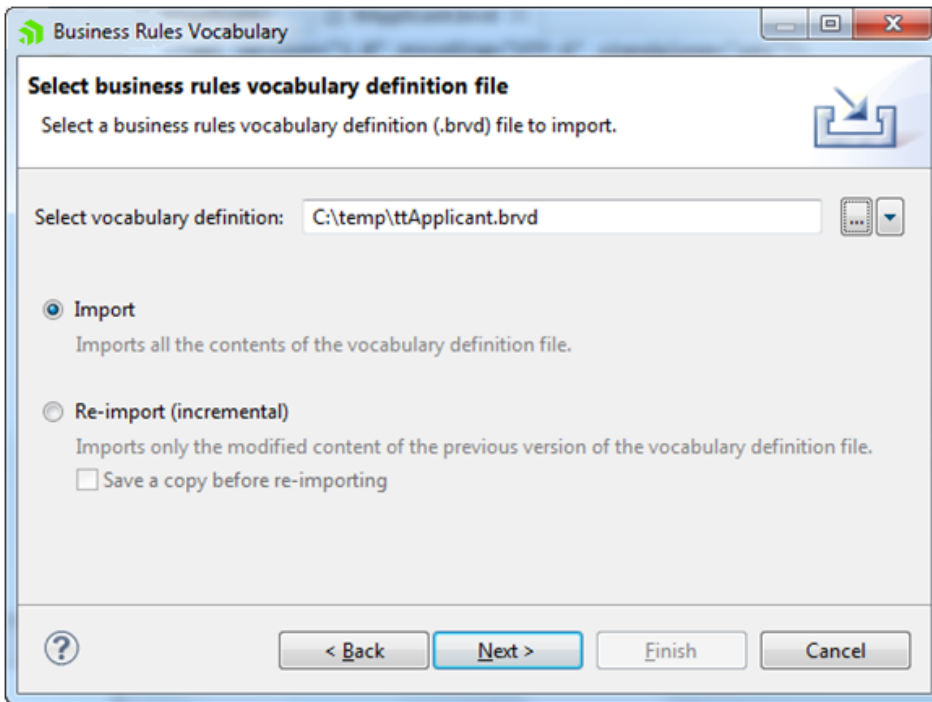 Business Rules Vocabulary
Select business rules vocabulary definition file
Select a business rules vocabulary definition (.brvd) file to import.
Select vocabulary definition: C:\temp\ttApplicant.brvd ...
Import
Imports all the contents of the vocabulary definition file.
Re-import (incremental)
Imports only the modified content of the previous version of the vocabulary definition file.
Save a copy before re-importing
? < Back Next > Finish Cancel